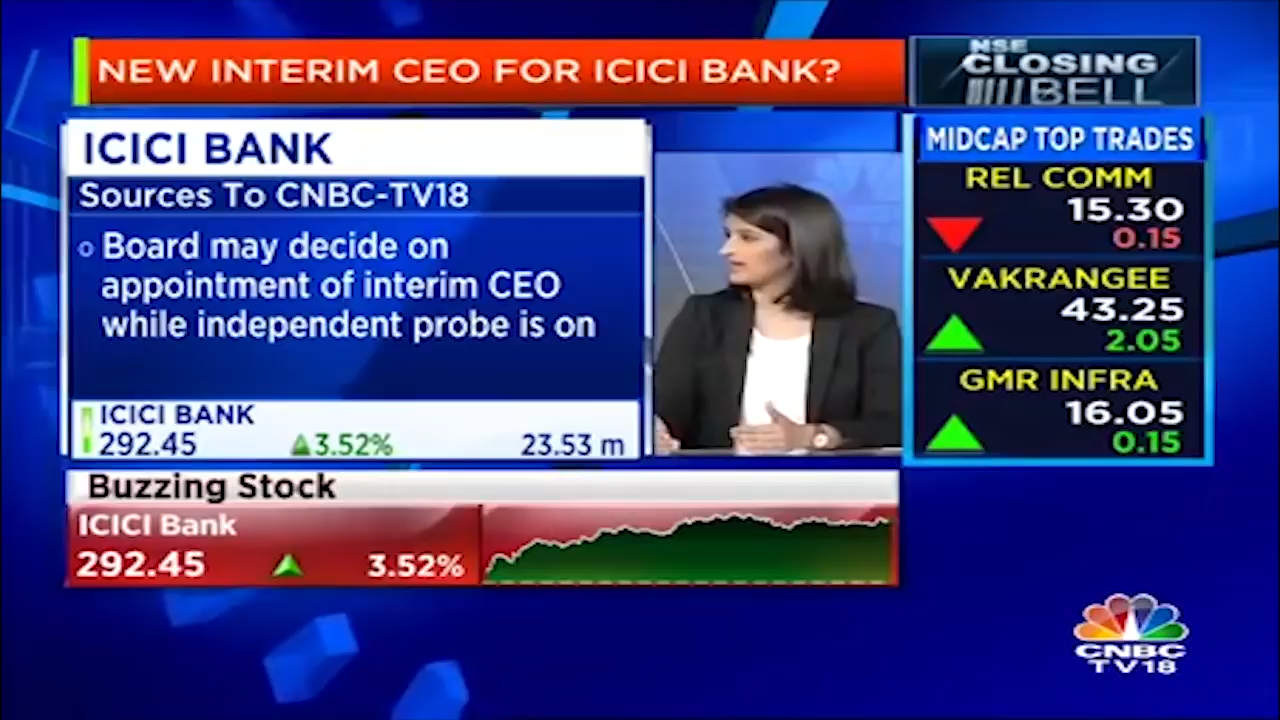 NEW INTERIM CEO FOR ICICI BANK?
NSE
CLOSING
BELL
ICICI BANK
Sources To CNBC-TV18
Board may decide on
appointment of interim CEO
while independent probe is on
ICICI BANK
292.45 ▲3.52% 23.53 m
MIDCAP TOP TRADES
REL COMM
15.30
0.15
VAKRANGEE
43.25
2.05
GMR INFRA
16.05
0.15
Buzzing Stock
ICICI Bank
292.45 ▲ 3.52%
CNBC
TV18